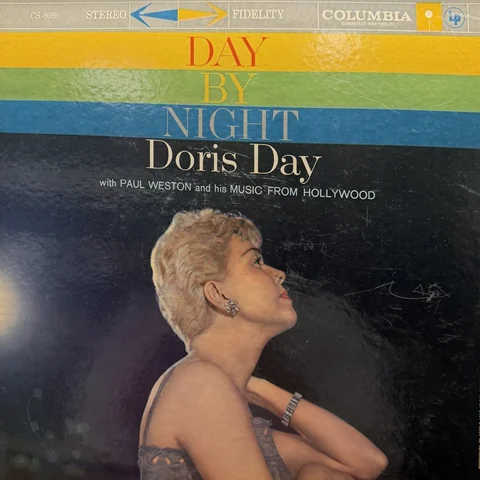 CS 8089 STEREO FIDELITY COLUMBIA
DAY
BY
NIGHT
Doris Day
with PAUL WESTON and his MUSIC FROM HOLLYWOOD